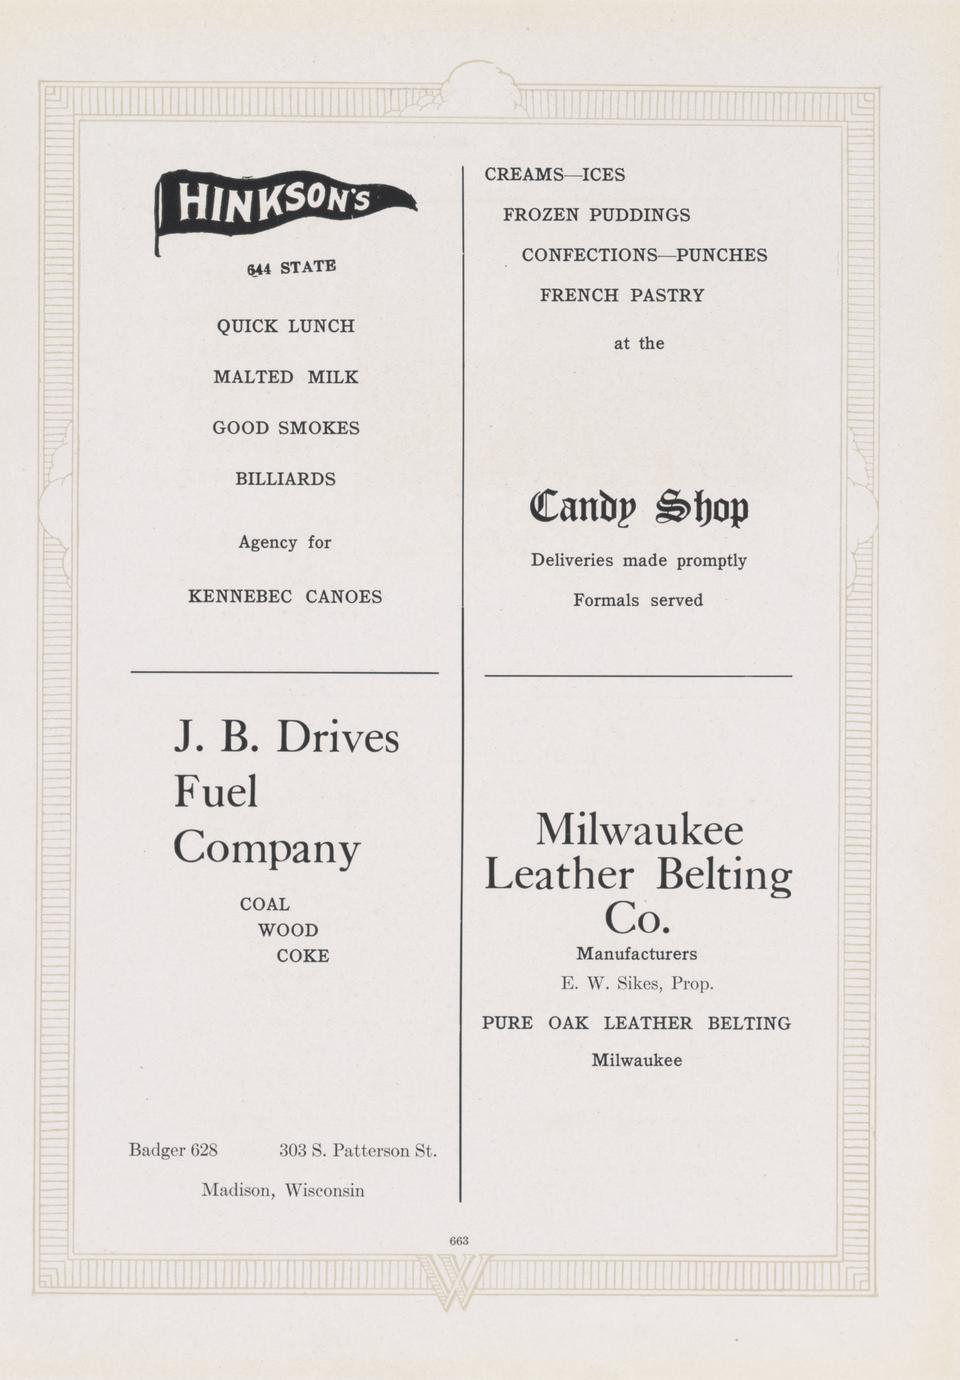 HINKSON'S
644 STATE
QUICK LUNCH
MALTED MILK
GOOD SMOKES
BILLIARDS
Agency for
KENNEBEC CANOES
CREAMS—ICES
FROZEN PUDDINGS
CONFECTIONS—PUNCHES
FRENCH PASTRY
at the
Candy Shop
Deliveries made promptly
Formals served
J. B. Drives
Fuel
Company
COAL
WOOD
COKE
Badger 628 303 S. Patterson St.
Madison, Wisconsin
Milwaukee
Leather Belting
Co.
Manufacturers
E. W. Sikes, Prop.
PURE OAK LEATHER BELTING
Milwaukee
663
W